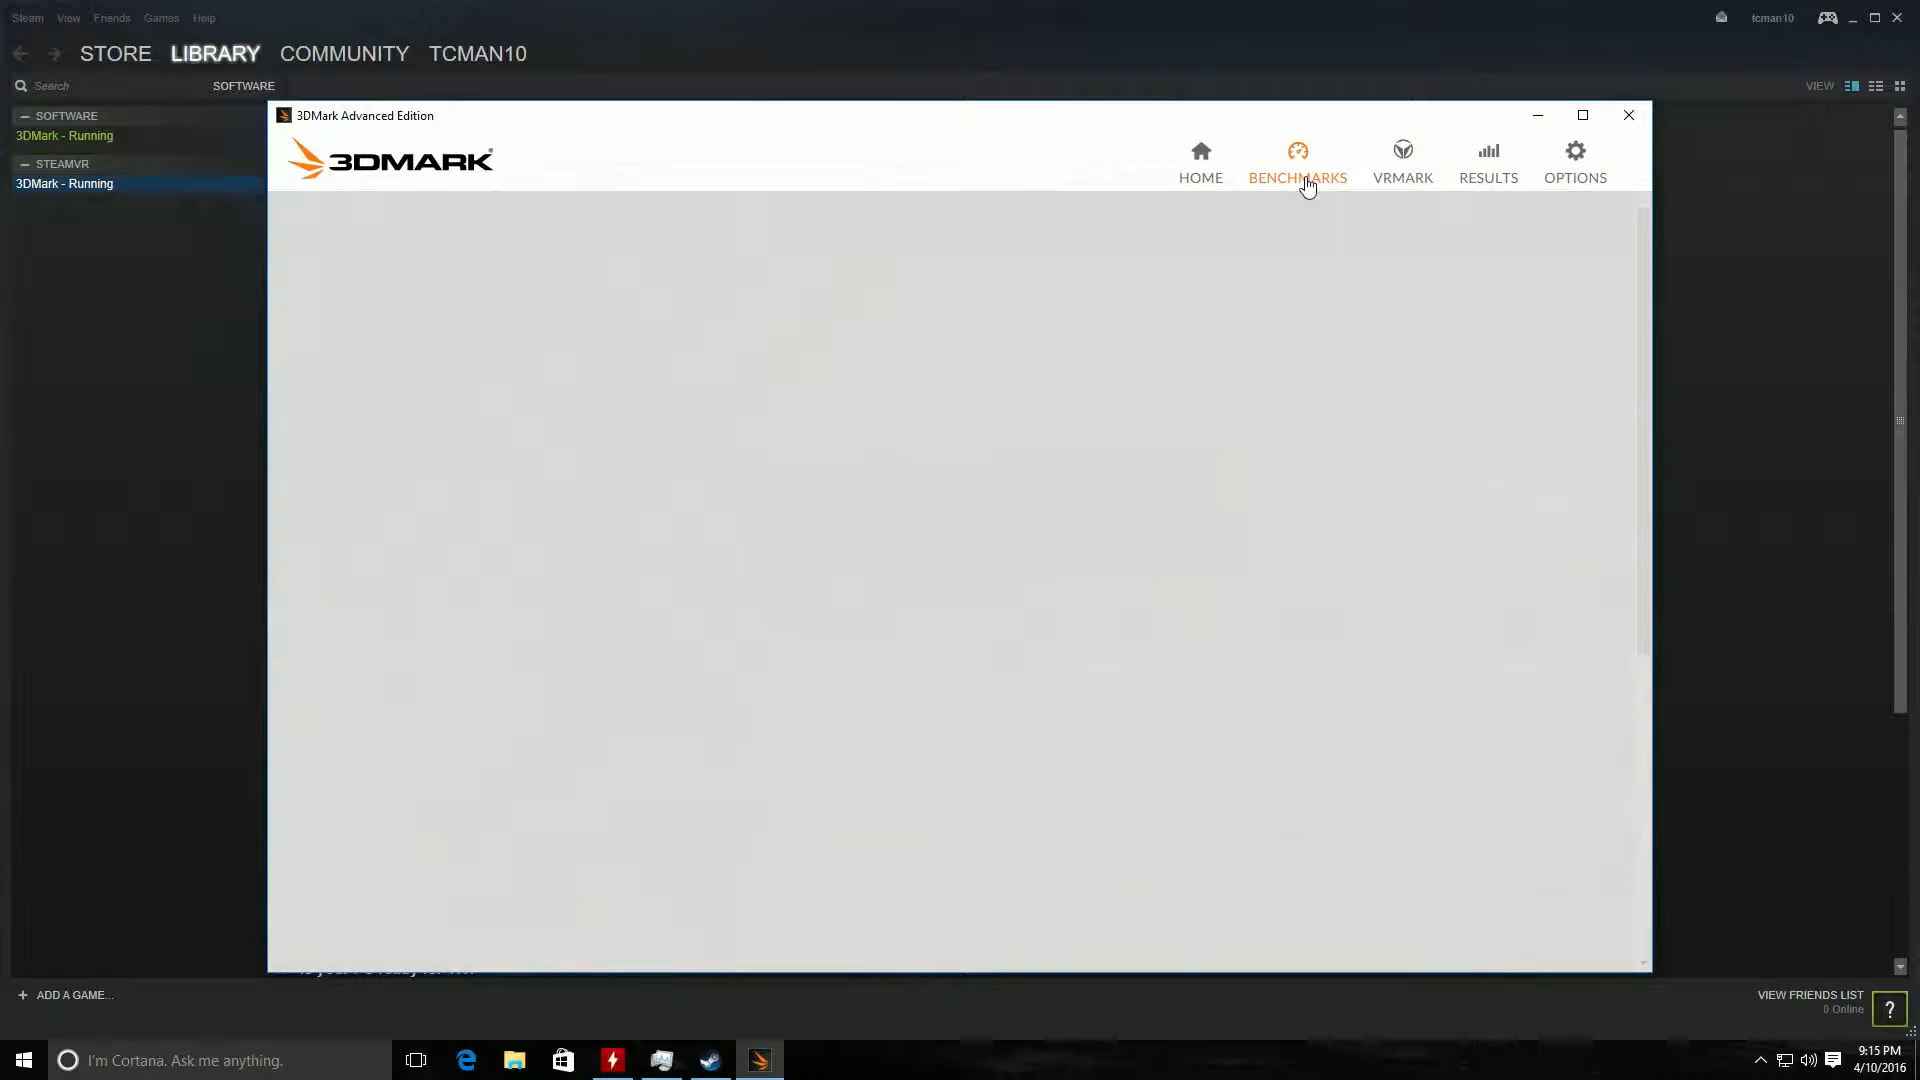 Steam View Friends Games Help
tcman10
STORE LIBRARY COMMUNITY TCMAN10
Search
SOFTWARE
VIEW
— SOFTWARE
3DMark - Running
— STEAMVR
3DMark - Running
3DMark Advanced Edition
3DMARK®
HOME BENCHMARKS VRMARK RESULTS OPTIONS
+ ADD A GAME...
VIEW FRIENDS LIST
0 Online
?
I'm Cortana. Ask me anything.
9:15 PM
4/10/2016